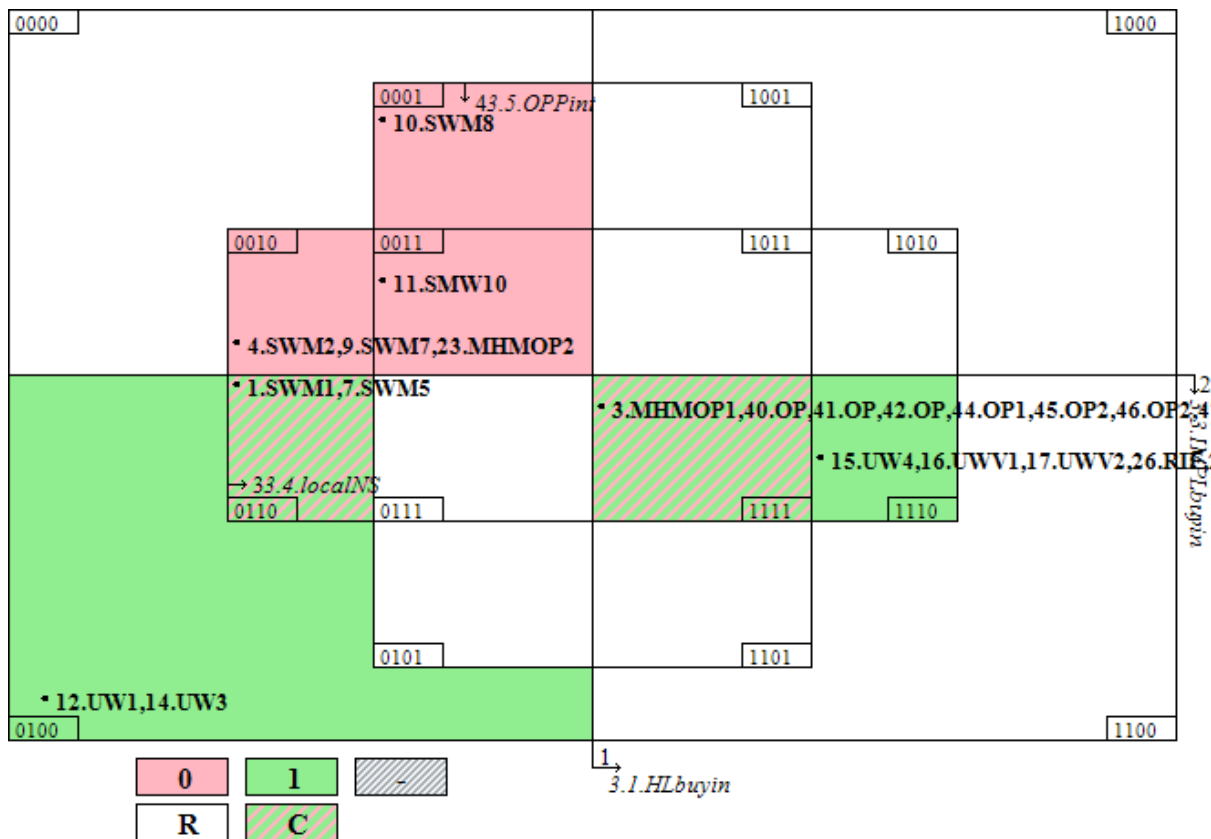 0000 1000
0001 43.5.OPPint 1001
10.SWM8
0010 0011 1011 1010
11.SMW10
4.SWM2,9.SWM7,23.MHMOP2
1.SWM1,7.SWM5 2
3.MHMOP1,40.OP,41.OP,42.OP,44.OP1,45.OP2,46.OP2,4
15.UW4,16.UWV1,17.UWV2,26.RIP,2
33.4.localNS
0110 0111 1111 1110
0101 1101
12.UW1,14.UW3
0100 1100
1
3.1.HLbuyin
0 1 -
R C